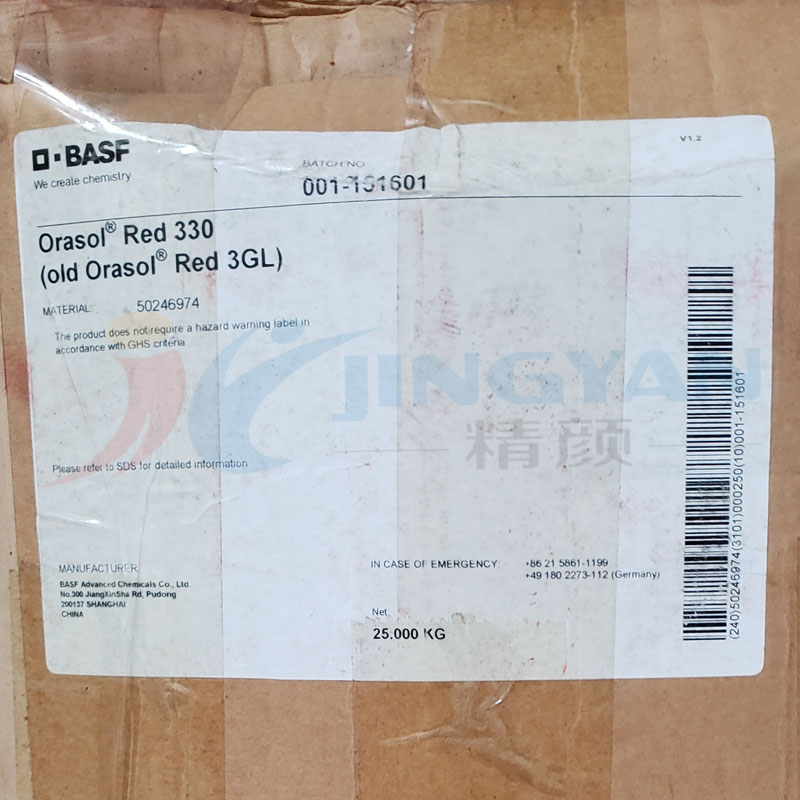 BASF
We create chemistry
BATCH NO
001-151601
V1.2
Orasol® Red 330
(old Orasol® Red 3GL)
MATERIAL: 50246974
The product does not require a hazard warning label in
accordance with GHS criteria
JINGYAN
精颜
Please refer to SDS for detailed information
MANUFACTURER
BASF Advanced Chemicals Co., Ltd.
No.300 JiangXinSha Rd, Pudong
200137 SHANGHAI
CHINA
IN CASE OF EMERGENCY: +86 21 5861-1199
+49 180 2273-112 (Germany)
Net
25.000 KG
(240)50246974(3101)000250(10)001-151601